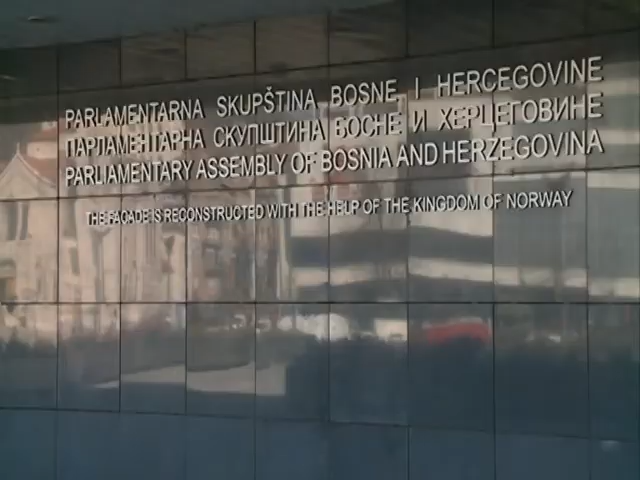 PARLAMENTARNA SKUPŠTINA BOSNE I HERCEGOVINE
ПАРЛАМЕНТАРНА СКУПШТИНА БОСНЕ И ХЕРЦЕГОВИНЕ
PARLIAMENTARY ASSEMBLY OF BOSNIA AND HERZEGOVINA
THE FACADE IS RECONSTRUCTED WITH THE HELP OF THE KINGDOM OF NORWAY